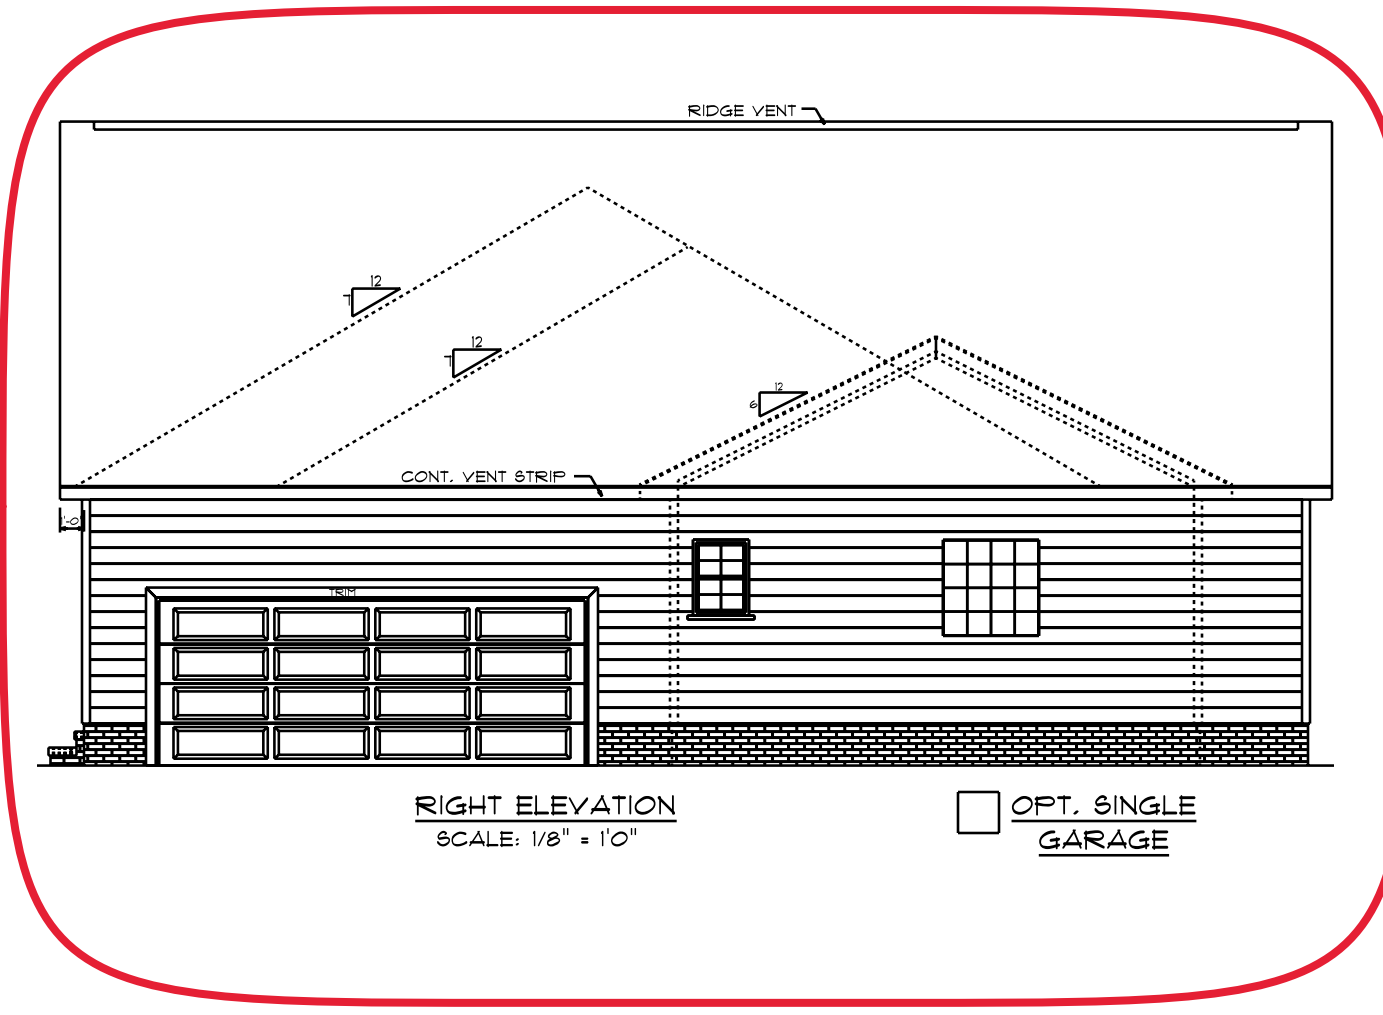 RIDGE VENT
12
7
12
7
12
6
CONT. VENT STRIP
1'-0"
TRIM
RIGHT ELEVATION
SCALE: 1/8" = 1'0"
OPT. SINGLE
GARAGE